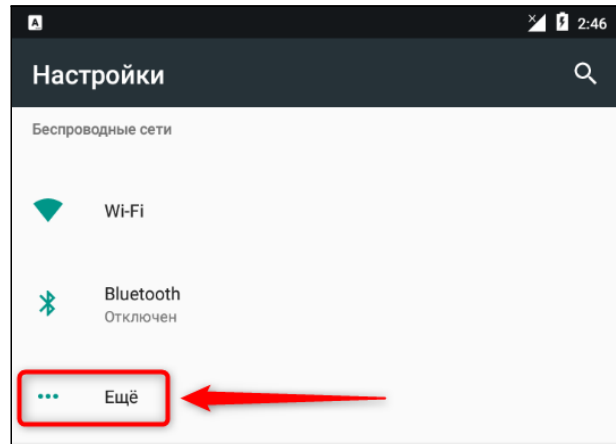 A
2:46
Настройки
Беспроводные сети
Wi-Fi
Bluetooth
Отключен
Ещё